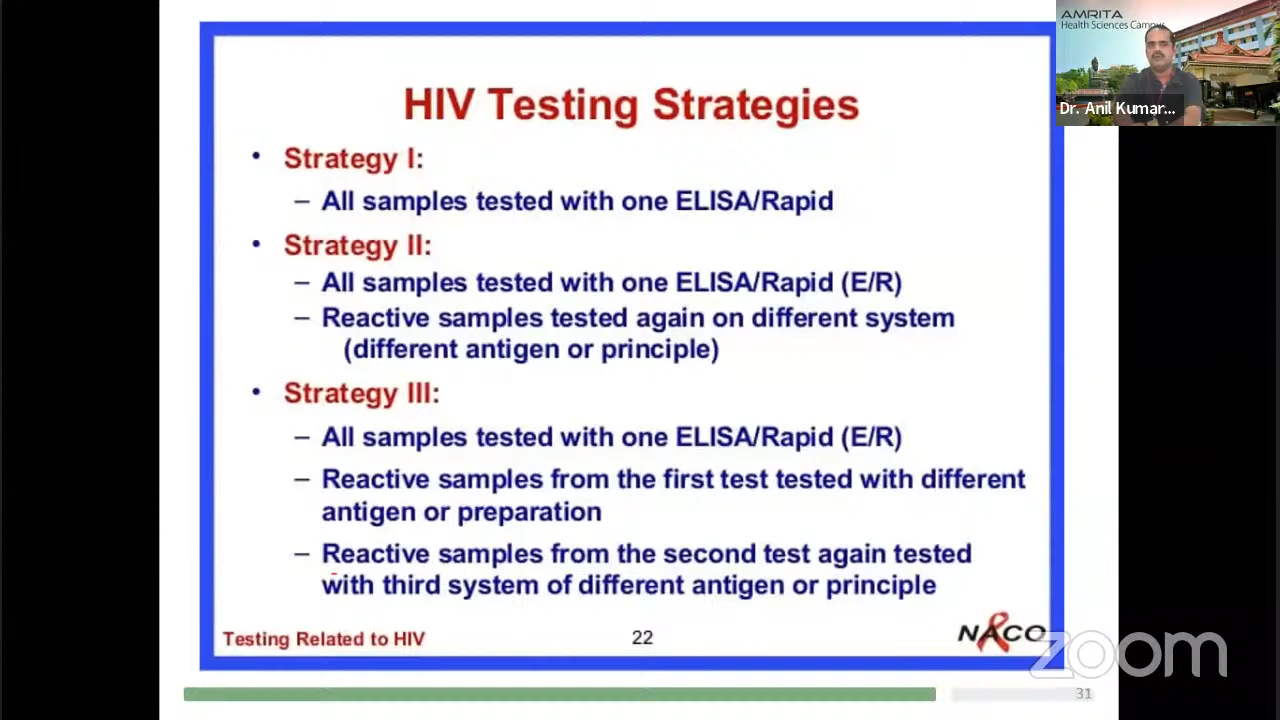 AMRITA
Health Sciences Campus
Dr. Anil Kumar...
HIV Testing Strategies
• Strategy I:
– All samples tested with one ELISA/Rapid
• Strategy II:
– All samples tested with one ELISA/Rapid (E/R)
– Reactive samples tested again on different system
(different antigen or principle)
• Strategy III:
– All samples tested with one ELISA/Rapid (E/R)
– Reactive samples from the first test tested with different
antigen or preparation
– Reactive samples from the second test again tested
with third system of different antigen or principle
Testing Related to HIV
22
NACO
zoom
31